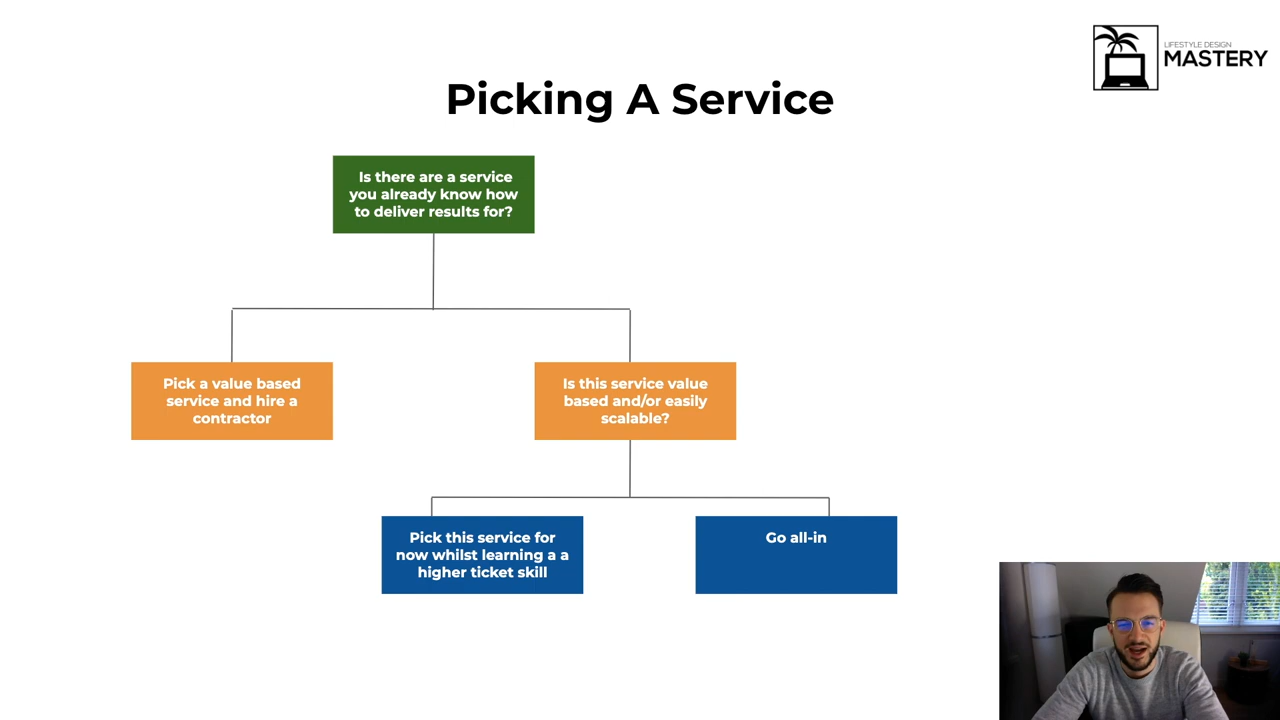 LIFESTYLE DESIGN
MASTERY
Picking A Service
Is there are a service
you already know how
to deliver results for?
Pick a value based
service and hire a
contractor
Is this service value
based and/or easily
scalable?
Pick this service for
now whilst learning a a
higher ticket skill
Go all-in